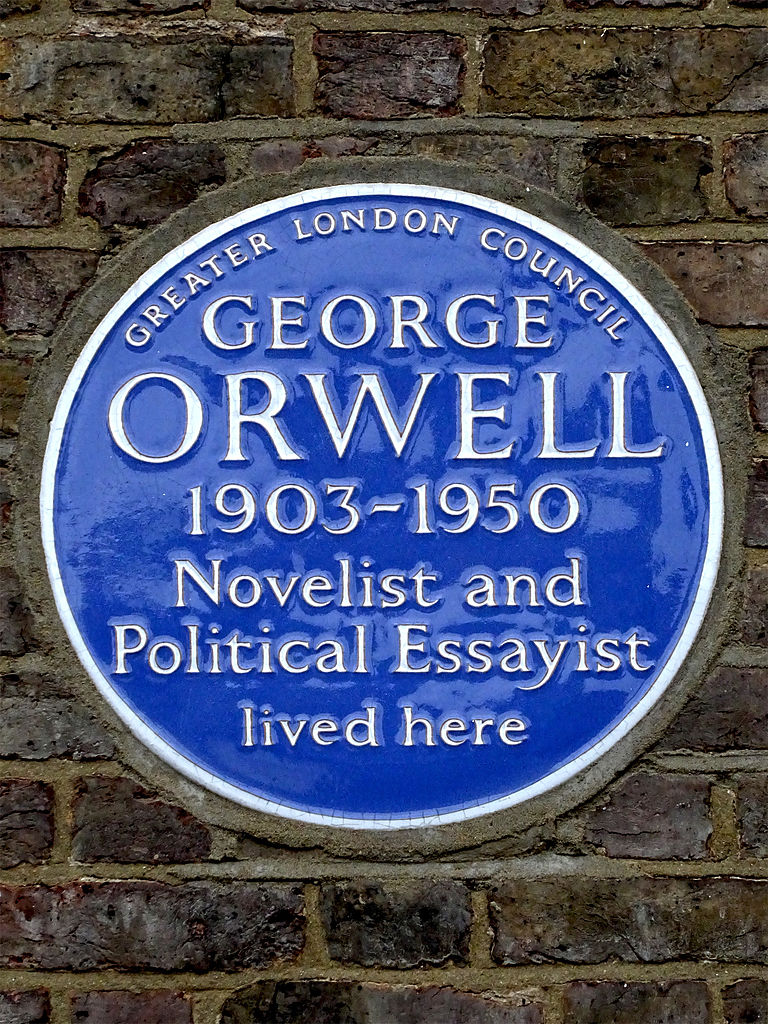 GREATER LONDON COUNCIL
GEORGE
ORWELL
1903-1950
Novelist and
Political Essayist
lived here